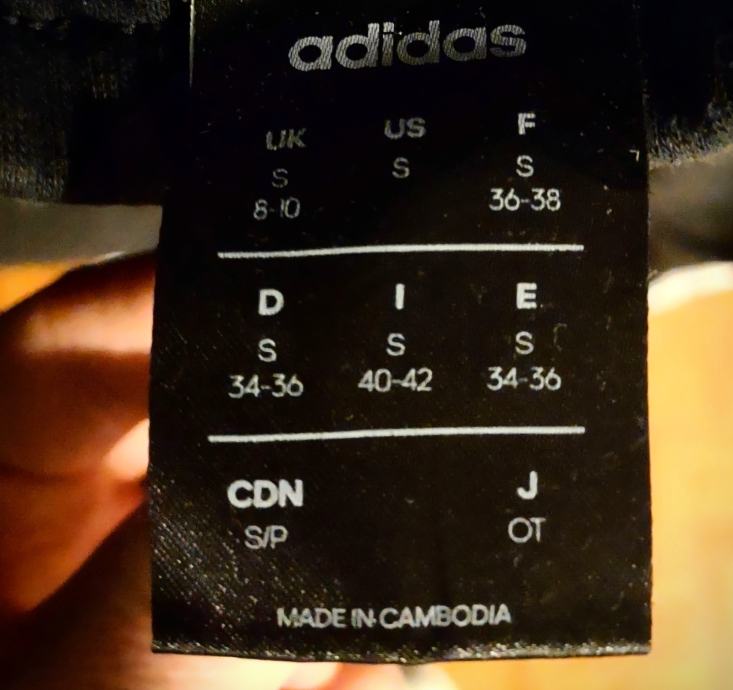 adidas
UK US F
S S S
8-10 36-38
D I E
S S S
34-36 40-42 34-36
CDN J
S/P OT
MADE IN CAMBODIA